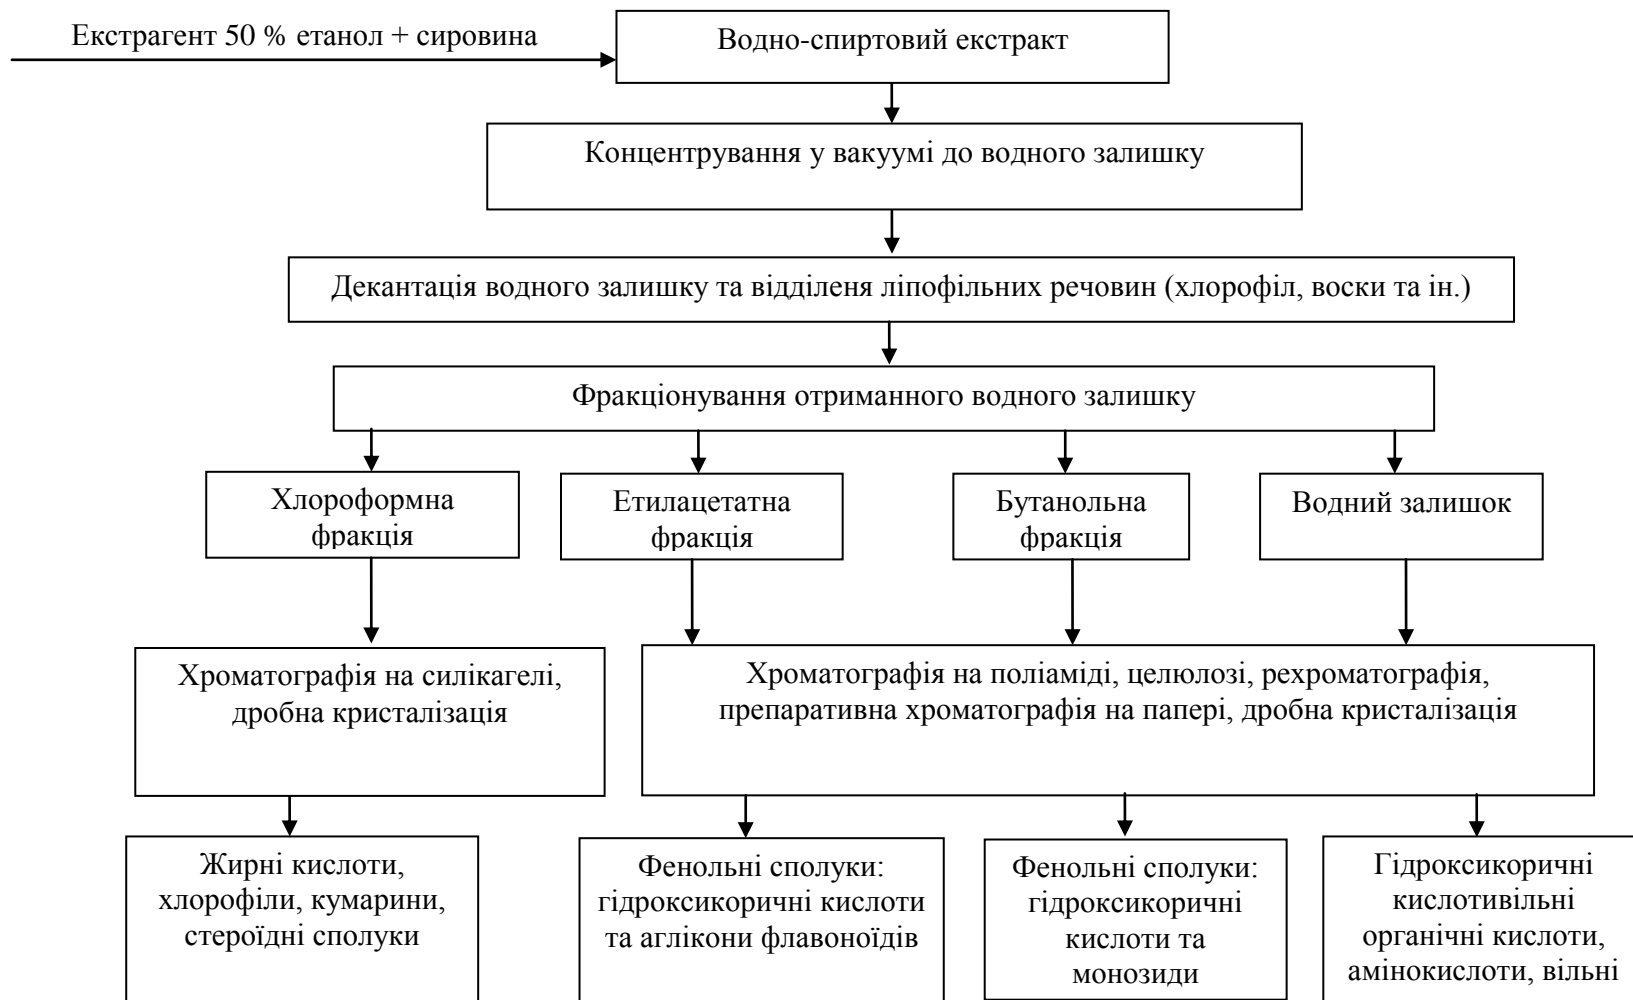 Екстрагент 50 % етанол + сировина
Водно-спиртовий екстракт
Концентрування у вакуумі до водного залишку
Декантація водного залишку та відділеня ліпофільних речовин (хлорофіл, воски та ін.)
Фракціонування отриманного водного залишку
Хлороформна
фракція
Етилацетатна
фракція
Бутанольна
фракція
Водний залишок
Хроматографія на силікагелі,
дробна кристалізація
Хроматографія на поліаміді, целюлозі, рехроматографія,
препаративна хроматографія на папері, дробна кристалізація
Жирні кислоти,
хлорофіли, кумарини,
стероїдні сполуки
Фенольні сполуки:
гідроксикоричні кислоти
та аглікони флавоноїдів
Фенольні сполуки:
гідроксикоричні
кислоти та
монозиди
Гідроксикоричні
кислотивільні
органічні кислоти,
амінокислоти, вільні